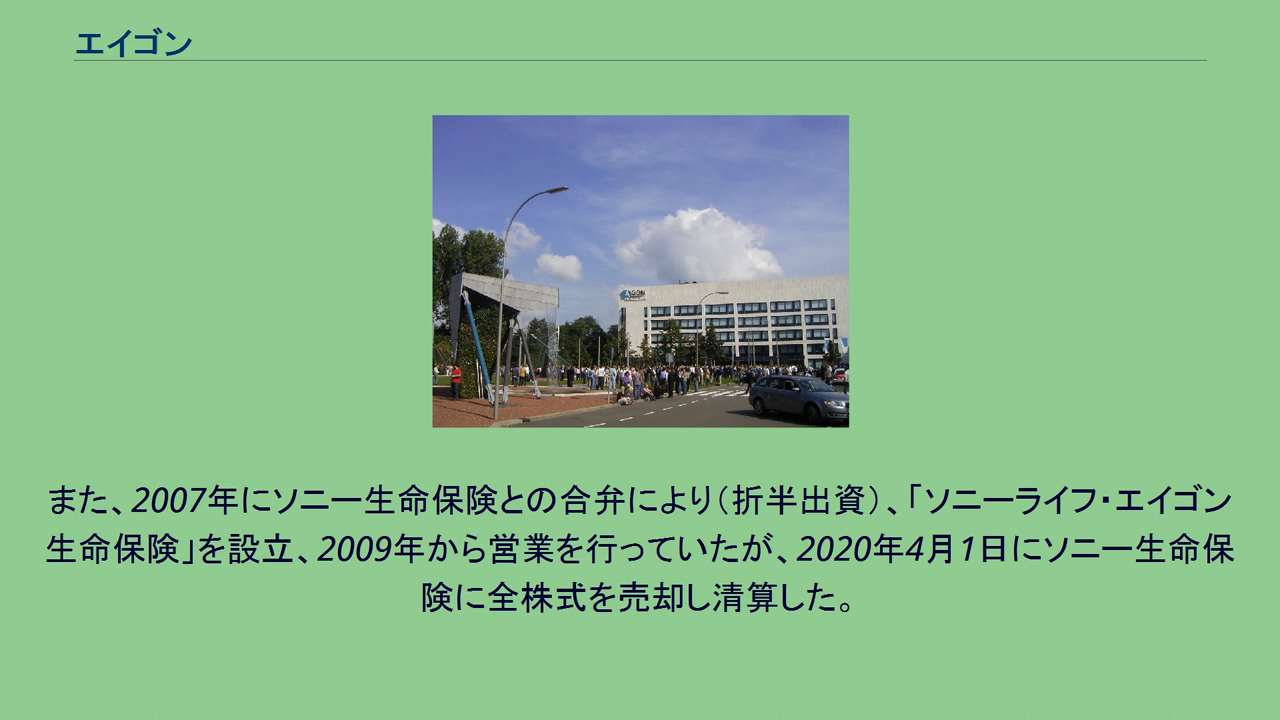 エイゴン
AEGON
また、2007年にソニー生命保険との合弁により（折半出資）、「ソニーライフ・エイゴン
生命保険」を設立、2009年から営業を行っていたが、2020年4月1日にソニー生命保
険に全株式を売却し清算した。